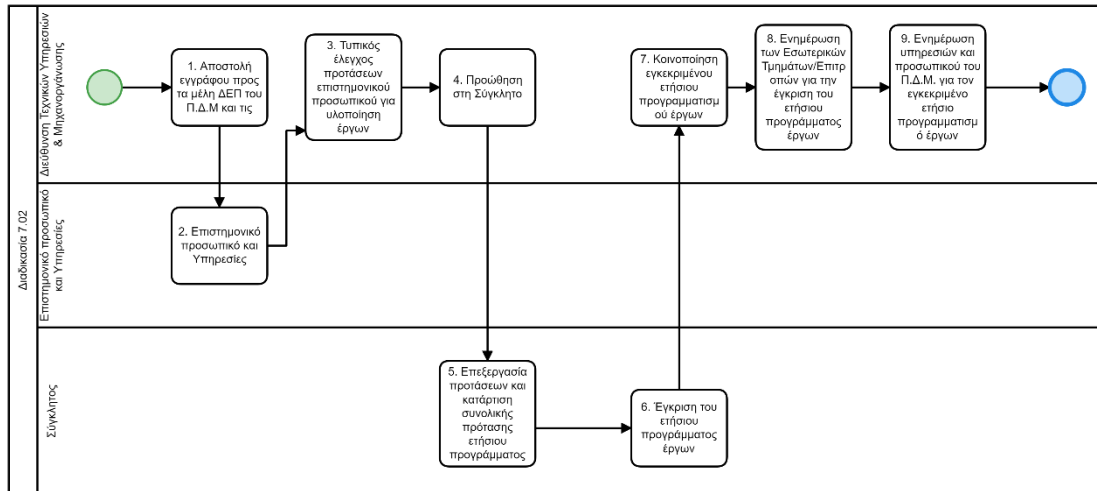 Διαδικασία 7.02
Διεύθυνση Τεχνικών Υπηρεσιών
& Μηχανοργάνωσης
1. Αποστολή
εγγράφου προς
τα μέλη ΔΕΠ του
Π.Δ.Μ και τις
3. Τυπικός
έλεγχος
προτάσεων
επιστημονικού
προσωπικού για
υλοποίηση
έργων
4. Προώθηση
στη Σύγκλητο
7. Κοινοποίηση
εγκεκριμένου
ετήσιου
προγραμματισμ
ού έργων
8. Ενημέρωση
των Εσωτερικών
Τμημάτων/Επιτρ
οπών για την
έγκριση του
ετήσιου
προγράμματος
έργων
9. Ενημέρωση
υπηρεσιών και
προσωπικού του
Π.Δ.Μ. για τον
εγκεκριμένο
ετήσιο
προγραμματισμ
ό έργων
Επιστημονικό προσωπικό
και Υπηρεσίες
2. Επιστημονικό
προσωπικό και
Υπηρεσίες
Σύγκλητος
5. Επεξεργασία
προτάσεων και
κατάρτιση
συνολικής
πρότασης
ετήσιου
προγράμματος
6. Έγκριση του
ετήσιου
προγράμματος
έργων